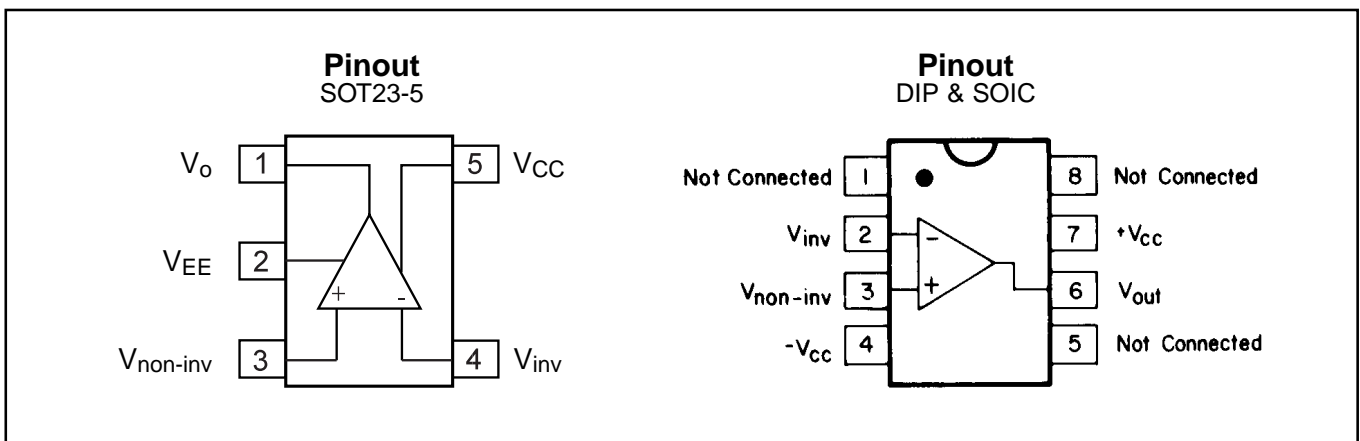 Pinout
SOT23-5
Vo 1 5 VCC
VEE 2
+ -
Vnon-inv 3 4 Vinv
Pinout
DIP & SOIC
Not Connected 1 8 Not Connected
Vinv 2 - 7 +Vcc
Vnon-inv 3 + 6 Vout
-Vcc 4 5 Not Connected